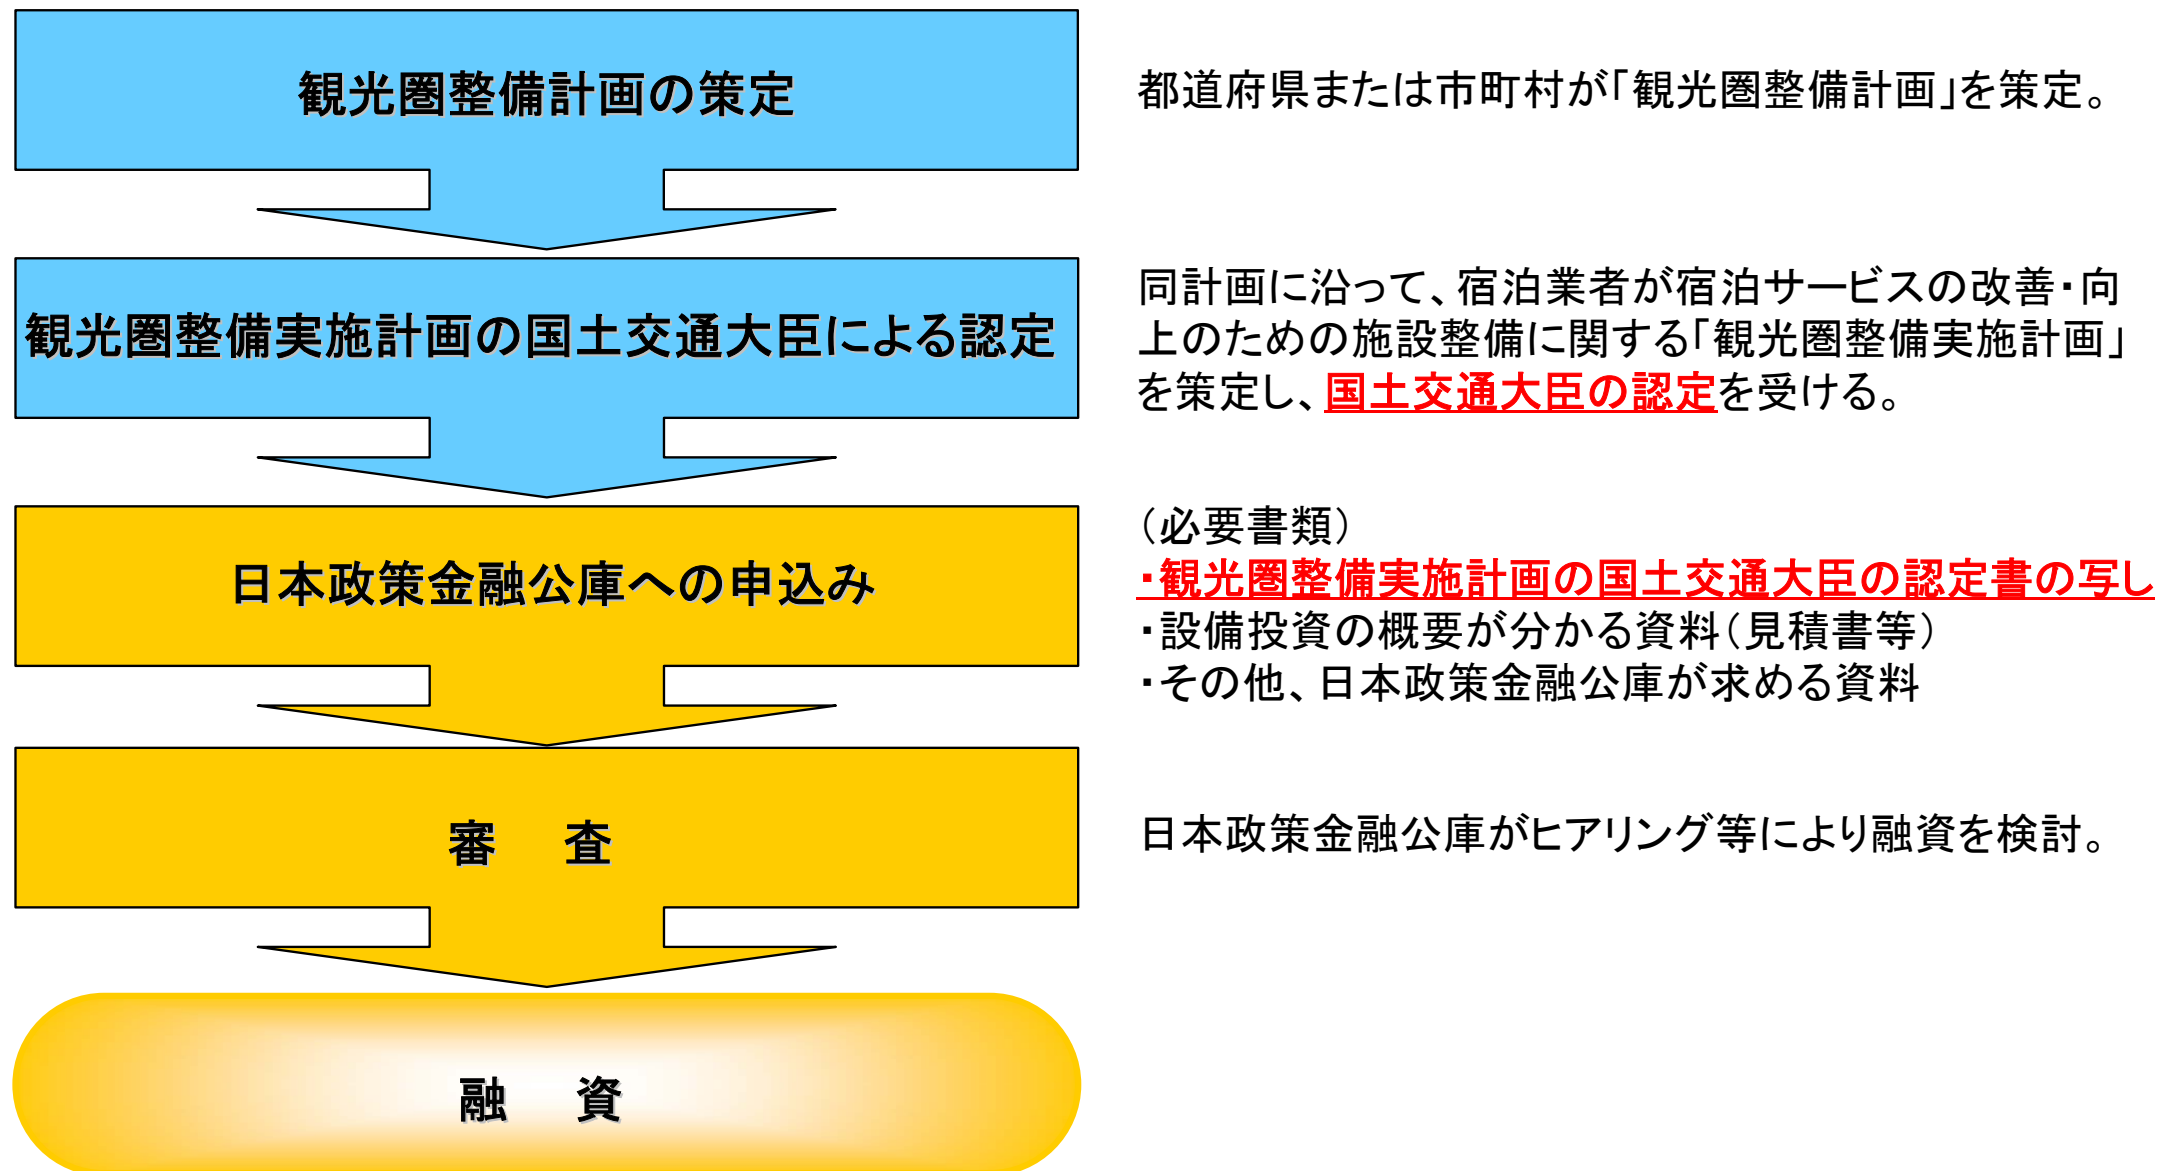 観光圏整備計画の策定
都道府県または市町村が「観光圏整備計画」を策定。
観光圏整備実施計画の国土交通大臣による認定
同計画に沿って、宿泊業者が宿泊サービスの改善・向
上のための施設整備に関する「観光圏整備実施計画」
を策定し、国土交通大臣の認定を受ける。
日本政策金融公庫への申込み
（必要書類）
・観光圏整備実施計画の国土交通大臣の認定書の写し
・設備投資の概要が分かる資料（見積書等）
・その他、日本政策金融公庫が求める資料
審　査
日本政策金融公庫がヒアリング等により融資を検討。
融　資